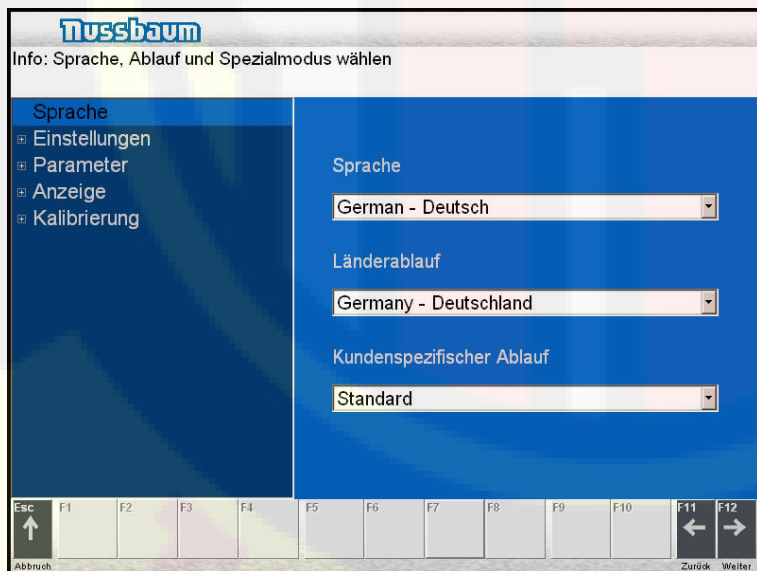 Nussbaum
Info: Sprache, Ablauf und Spezialmodus wählen
Sprache
Einstellungen
Parameter
Anzeige
Kalibrierung
Sprache
German - Deutsch
Länderablauf
Germany - Deutschland
Kundenspezifischer Ablauf
Standard
Esc F1 F2 F3 F4 F5 F6 F7 F8 F9 F10 F11 F12
Abbruch Zurück Weiter